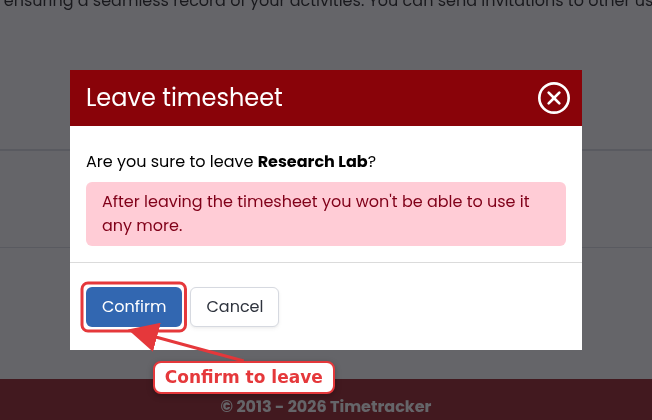 ensuring a seamless record of your activities. You can send invitations to other us
Leave timesheet
Are you sure to leave Research Lab?
After leaving the timesheet you won't be able to use it
any more.
Confirm
Cancel
Confirm to leave
© 2013 - 2026 Timetracker